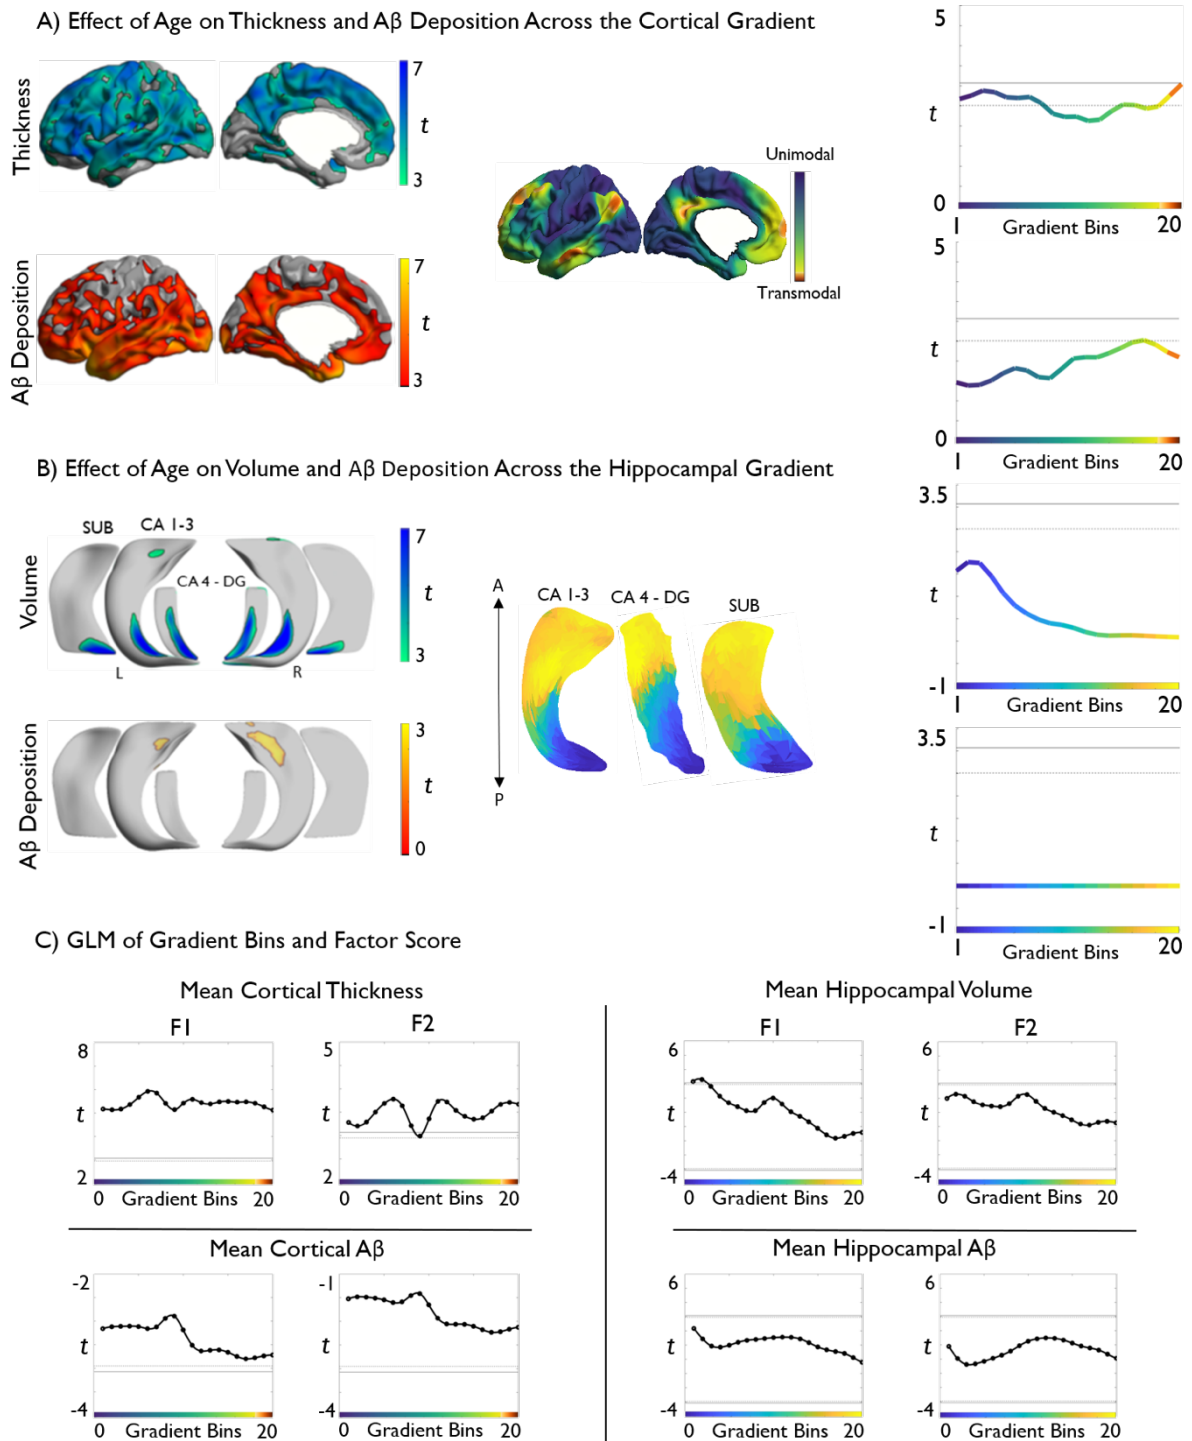 A) Effect of Age on Thickness and Aβ Deposition Across the Cortical Gradient
Thickness
7
t
3
Aβ Deposition
7
t
3
Unimodal
Transmodal
5
t
0
1
Gradient Bins
20
5
t
0
1
Gradient Bins
20
B) Effect of Age on Volume and Aβ Deposition Across the Hippocampal Gradient
Volume
SUB
CA 1-3
CA 4 - DG
L
R
7
t
3
Aβ Deposition
3
t
0
A
P
CA 1-3
CA 4 - DG
SUB
3.5
t
-1
1
Gradient Bins
20
3.5
t
-1
1
Gradient Bins
20
C) GLM of Gradient Bins and Factor Score
Mean Cortical Thickness
F1
8
t
2
0
Gradient Bins
20
F2
5
t
2
0
Gradient Bins
20
Mean Cortical Aβ
-2
t
-4
0
Gradient Bins
20
-1
t
-4
0
Gradient Bins
20
Mean Hippocampal Volume
F1
6
t
-4
0
Gradient Bins
20
F2
6
t
-4
0
Gradient Bins
20
Mean Hippocampal Aβ
6
t
-4
0
Gradient Bins
20
6
t
-4
0
Gradient Bins
20